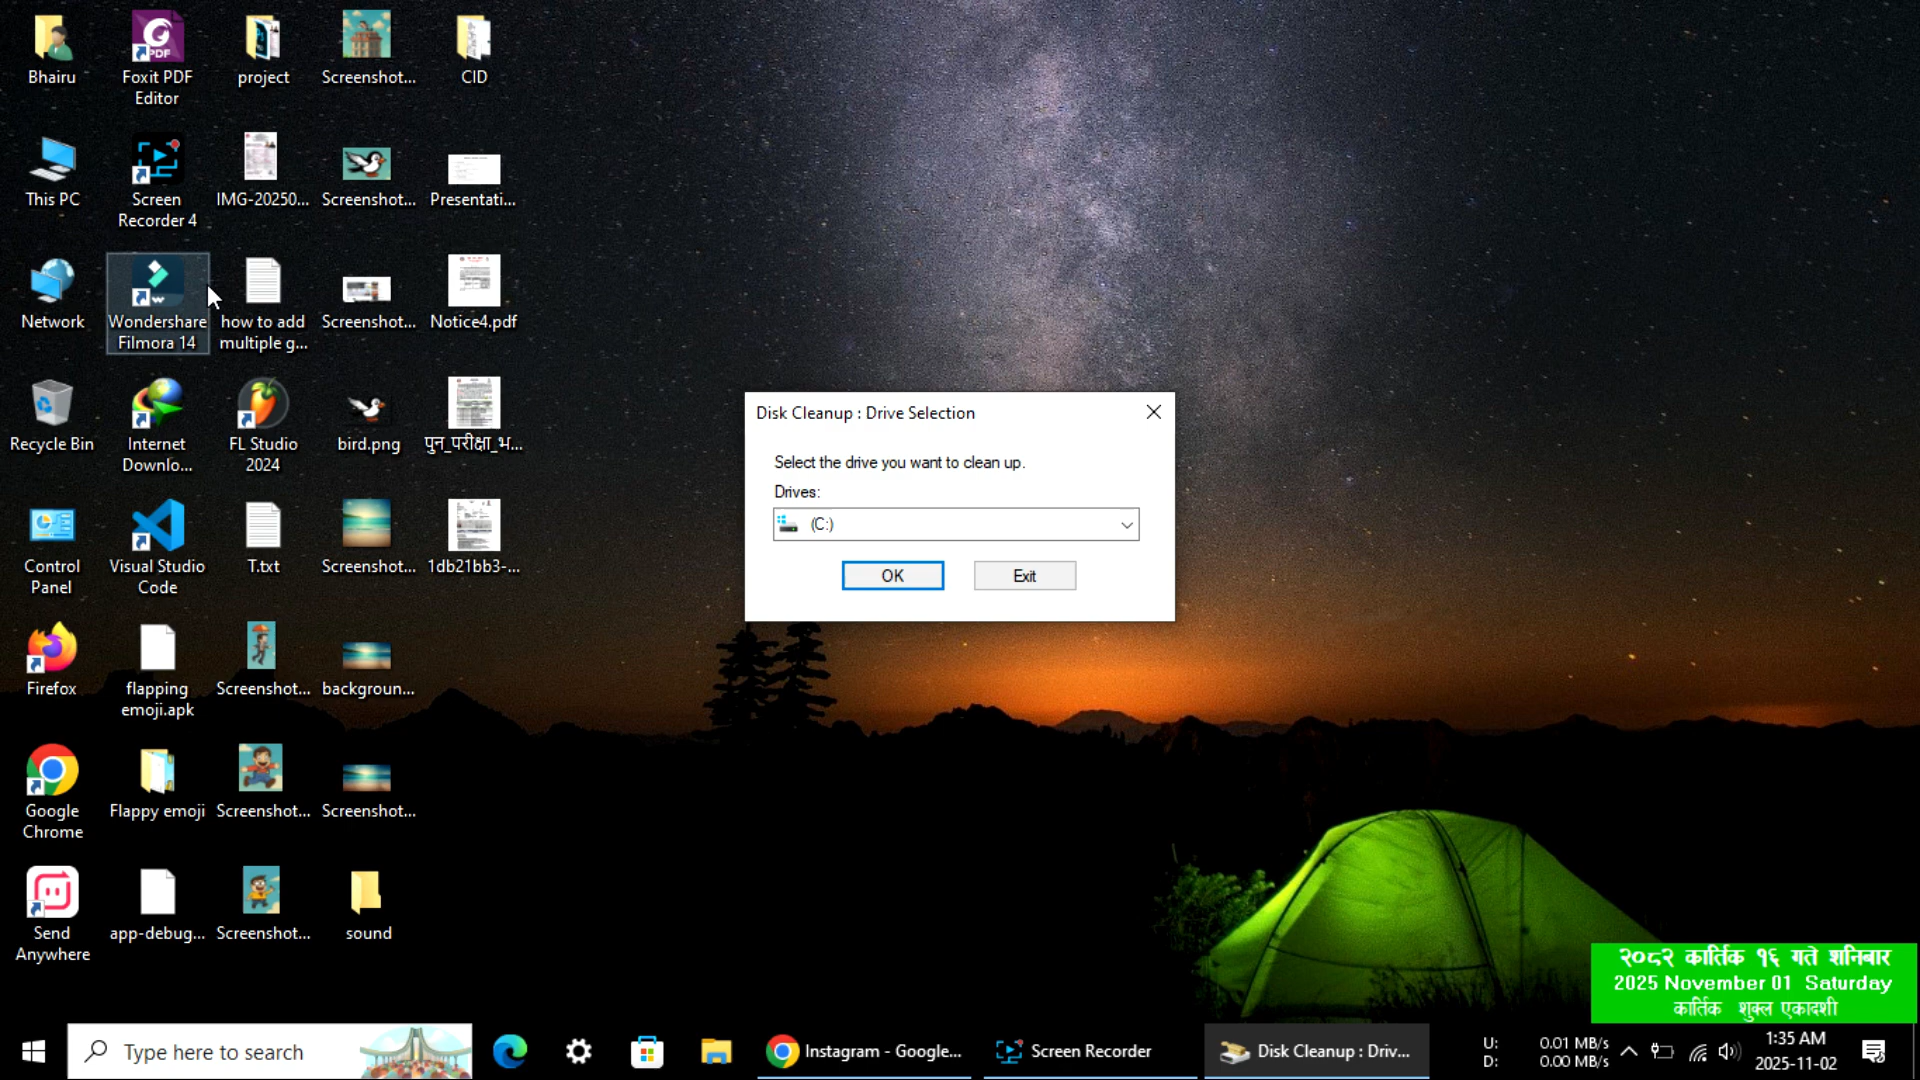 Bhairu
Foxit PDF
Editor
project
Screenshot...
CID
This PC
Screen
Recorder 4
IMG-20250...
Screenshot...
Presentati...
Network
Wondershare
Filmora 14
how to add
multiple g...
Screenshot...
Notice4.pdf
Recycle Bin
Internet
Downlo...
FL Studio
2024
bird.png
पुन_परीक्षा_भ...
Control
Panel
Visual Studio
Code
T.txt
Screenshot...
1db21bb3-...
Firefox
flapping
emoji.apk
Screenshot...
backgroun...
Google
Chrome
Flappy emoji
Screenshot...
Screenshot...
Send
Anywhere
app-debug...
Screenshot...
sound
Disk Cleanup : Drive Selection
Select the drive you want to clean up.
Drives:
(C:)
OK
Exit
२०८२ कार्तिक १६ गते शनिबार
2025 November 01 Saturday
कार्तिक शुक्ल एकादशी
Type here to search
Instagram - Google...
Screen Recorder
Disk Cleanup : Driv...
U: 0.01 MB/s
D: 0.00 MB/s
1:35 AM
2025-11-02